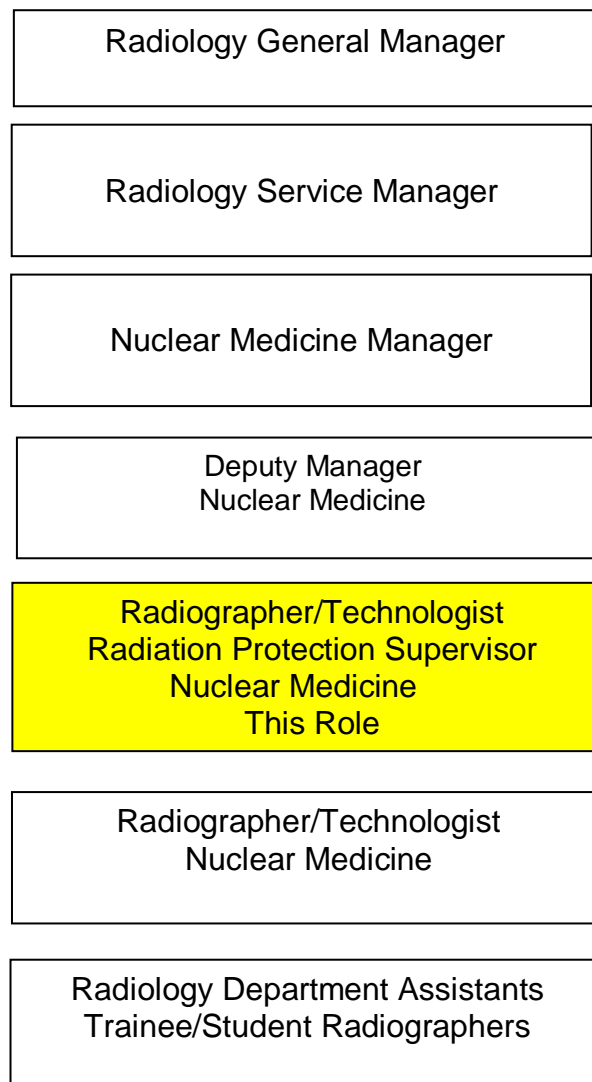 Radiology General Manager
Radiology Service Manager
Nuclear Medicine Manager
Deputy Manager
Nuclear Medicine
Radiographer/Technologist
Radiation Protection Supervisor
Nuclear Medicine
This Role
Radiographer/Technologist
Nuclear Medicine
Radiology Department Assistants
Trainee/Student Radiographers